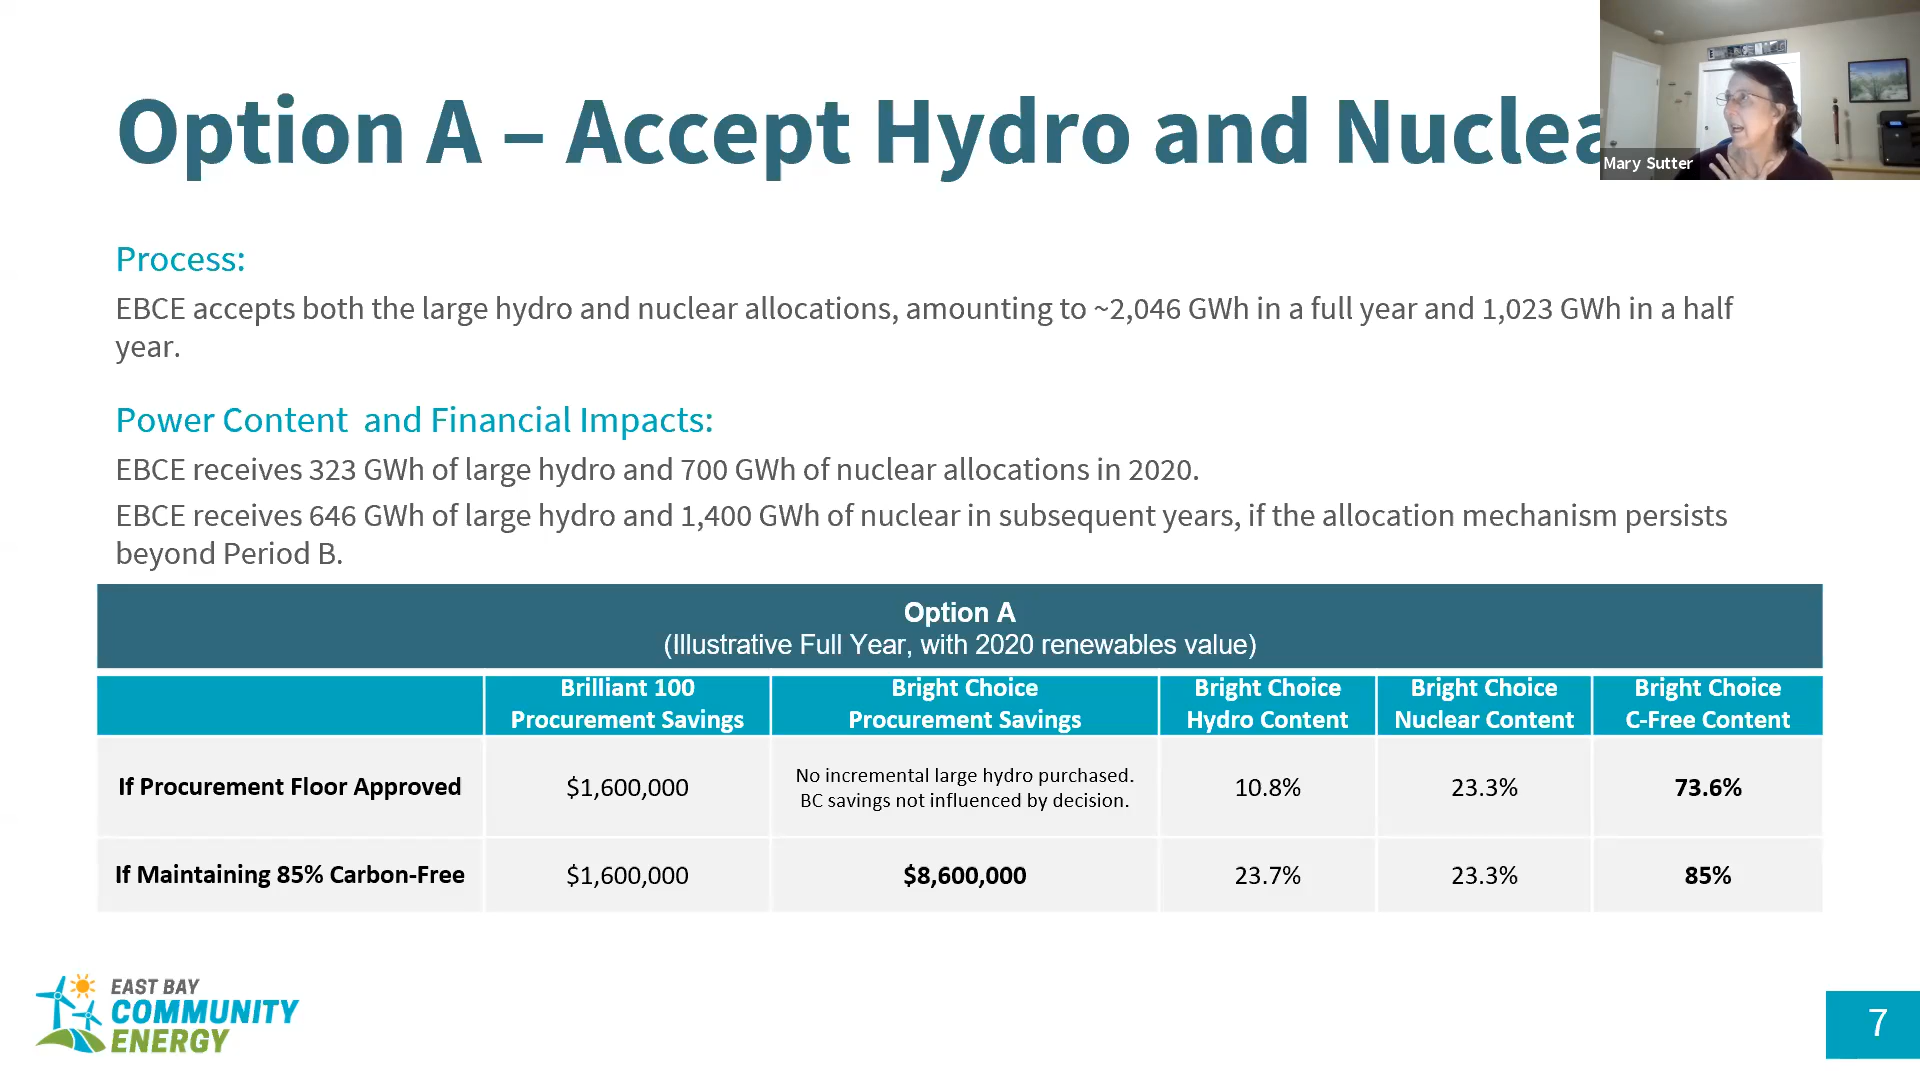 Option A – Accept Hydro and Nuclea
Mary Sutter
Process:
EBCE accepts both the large hydro and nuclear allocations, amounting to ~2,046 GWh in a full year and 1,023 GWh in a half
year.
Power Content and Financial Impacts:
EBCE receives 323 GWh of large hydro and 700 GWh of nuclear allocations in 2020.
EBCE receives 646 GWh of large hydro and 1,400 GWh of nuclear in subsequent years, if the allocation mechanism persists
beyond Period B.
Option A
(Illustrative Full Year, with 2020 renewables value)
Brilliant 100 Procurement Savings
Bright Choice Procurement Savings
Bright Choice Hydro Content
Bright Choice Nuclear Content
Bright Choice C-Free Content
If Procurement Floor Approved
$1,600,000
No incremental large hydro purchased.
BC savings not influenced by decision.
10.8%
23.3%
73.6%
If Maintaining 85% Carbon-Free
$1,600,000
$8,600,000
23.7%
23.3%
85%
EAST BAY
COMMUNITY
ENERGY
7